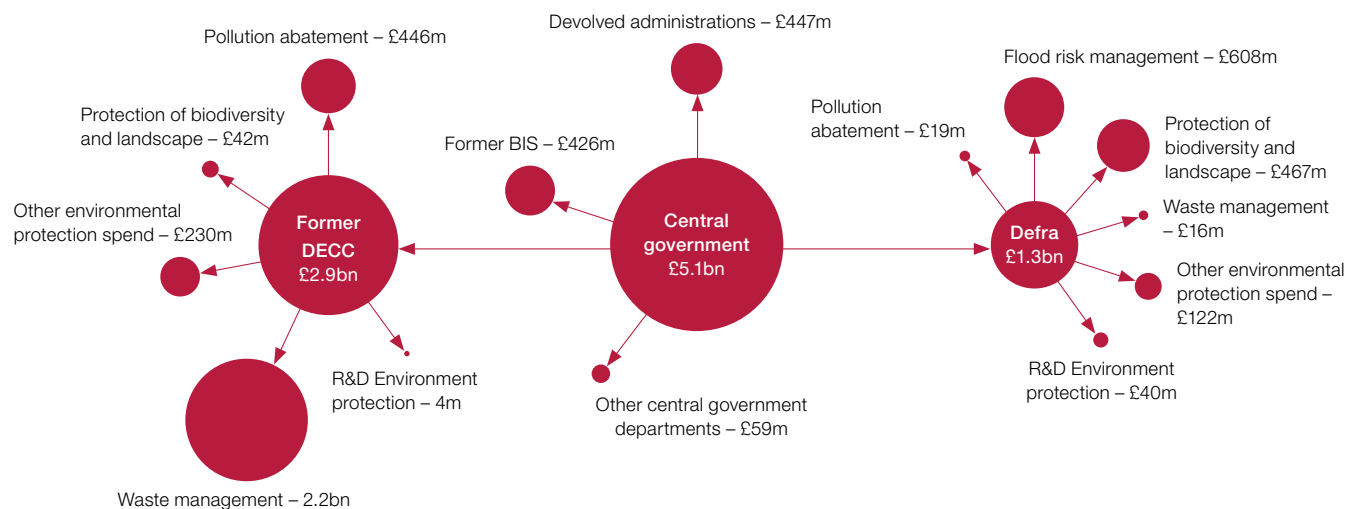 Devolved administrations – £447m
Pollution abatement – £446m
Flood risk management – £608m
Protection of biodiversity
and landscape – £42m
Former BIS – £426m
Pollution
abatement – £19m
Protection of
biodiversity and
landscape – £467m
Other environmental
protection spend – £230m
Former
DECC
£2.9bn
Central
government
£5.1bn
Defra
£1.3bn
Waste management
– £16m
Other environmental
protection spend –
£122m
R&D Environment
protection – 4m
Other central government
departments – £59m
R&D Environment
protection – £40m
Waste management – 2.2bn